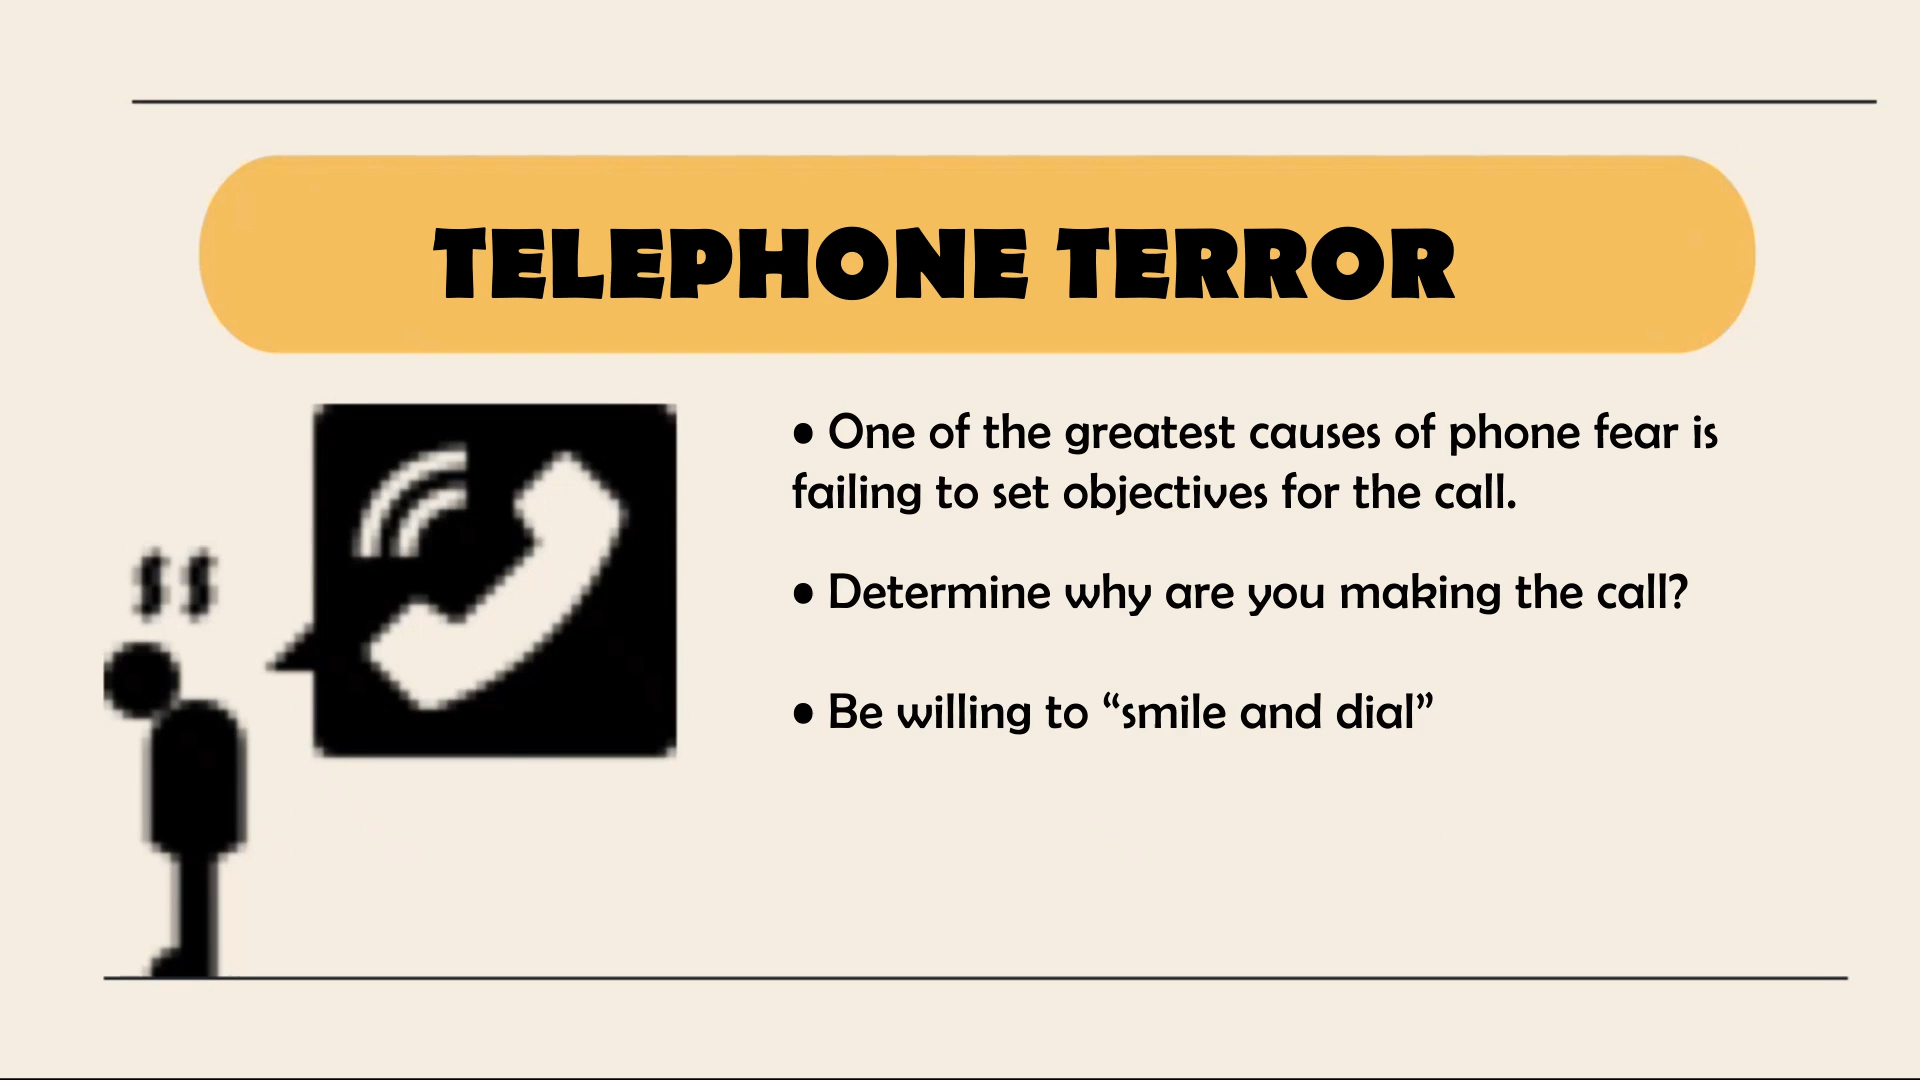 TELEPHONE TERROR
• One of the greatest causes of phone fear is
failing to set objectives for the call.
• Determine why are you making the call?
• Be willing to “smile and dial”